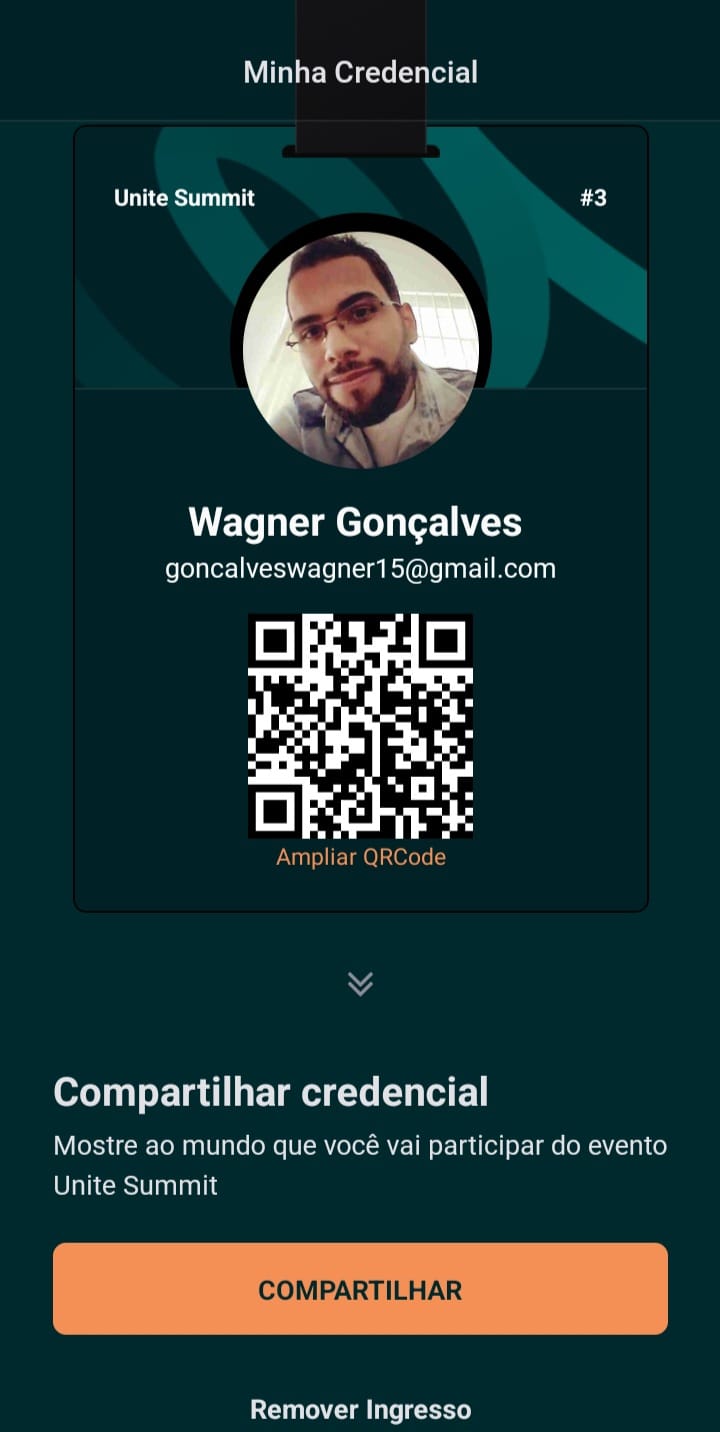 Minha Credencial
Unite Summit
#3
Wagner Gonçalves
goncalveswagner15@gmail.com
Ampliar QRCode
Compartilhar credencial
Mostre ao mundo que você vai participar do evento
Unite Summit
COMPARTILHAR
Remover Ingresso